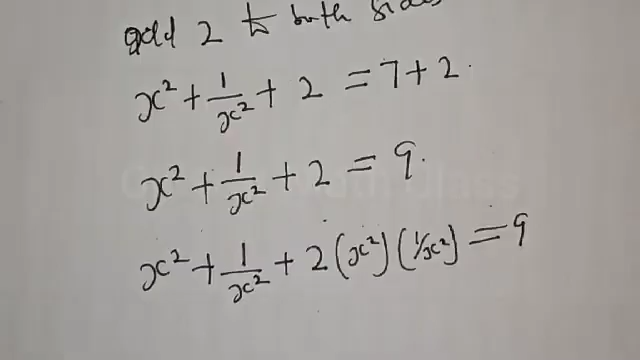 add 2 to both sides
x² + 1/x² + 2 = 7 + 2.
x² + 1/x² + 2 = 9.
x² + 1/x² + 2(x²)(1/x²) = 9